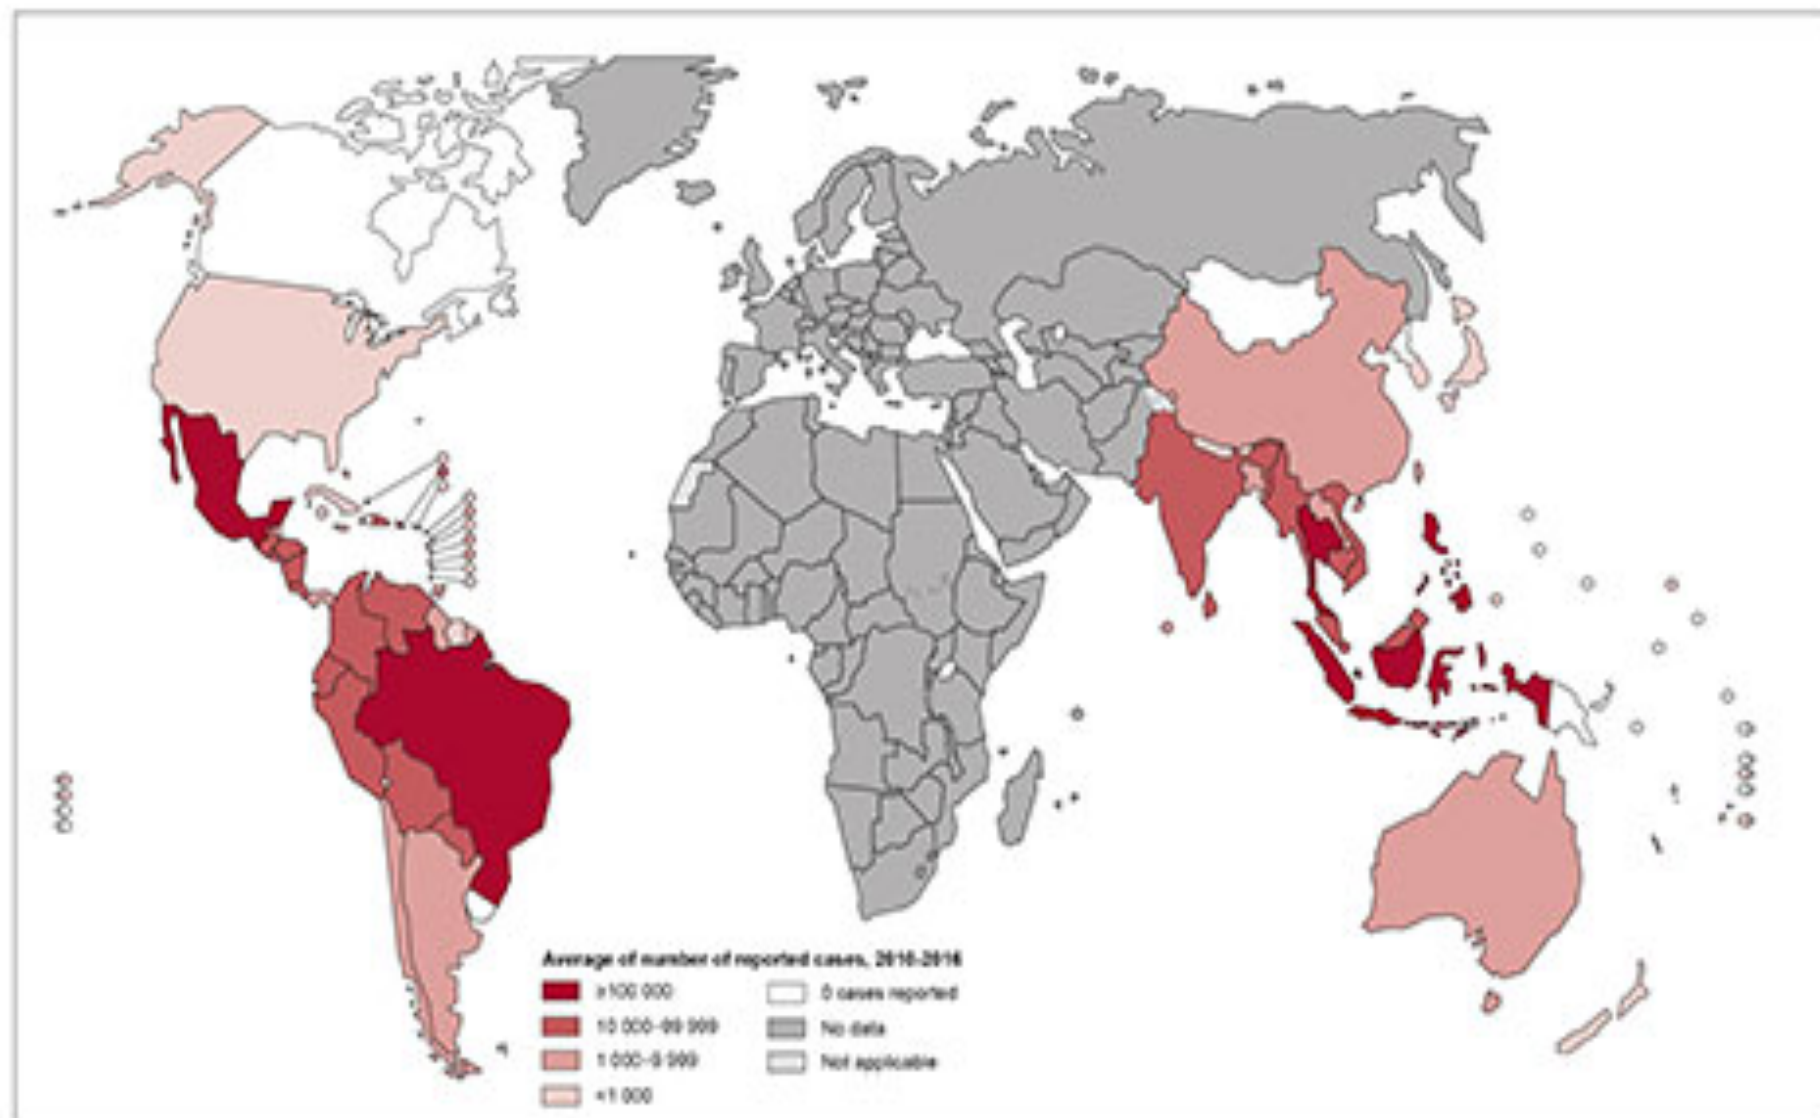 Average of number of reported cases, 2010-2016
≥100 000
10 000-99 999
1 000-9 999
<1 000
0 cases reported
No data
Not applicable